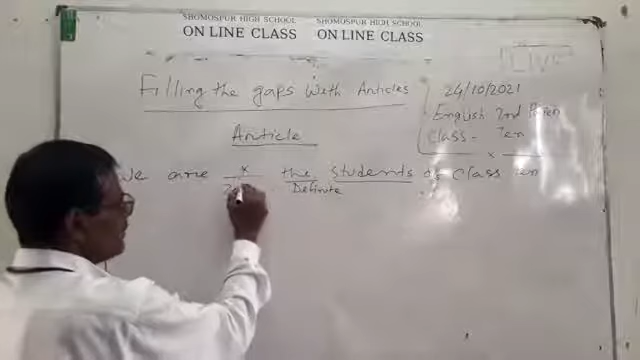 SHOMOSPUR HIGH SCHOOL SHOMOSPUR HIGH SCHOOL
ON LINE CLASS ON LINE CLASS
LIVE
Filling the gaps with Articles
24/10/2021
English 2nd Paper
Class - Ten
x
Article
We are x the students of class Ten
Definite